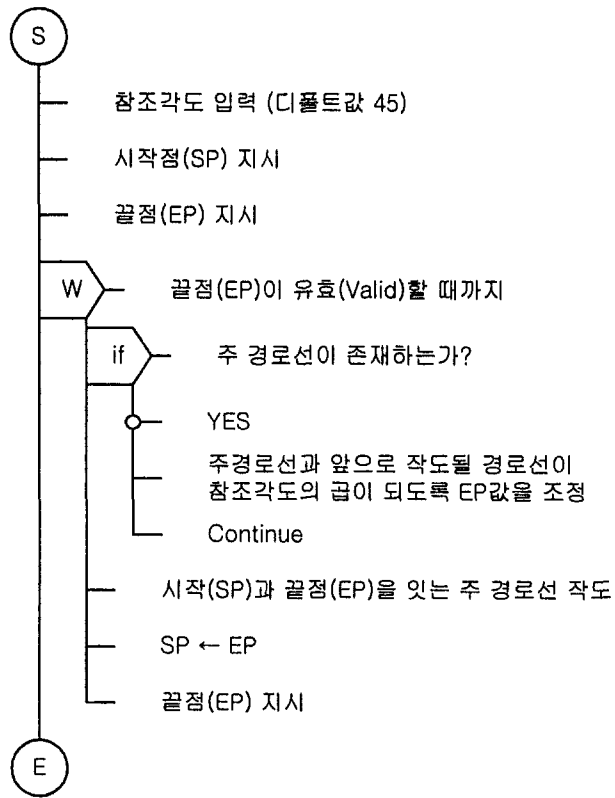 S
참조각도 입력 (디폴트값 45)
시작점(SP) 지시
끝점(EP) 지시
W
끝점(EP)이 유효(Valid)할 때까지
if
주 경로선이 존재하는가?
YES
주경로선과 앞으로 작도될 경로선이
참조각도의 곱이 되도록 EP값을 조정
Continue
시작(SP)과 끝점(EP)을 잇는 주 경로선 작도
SP ← EP
끝점(EP) 지시
E